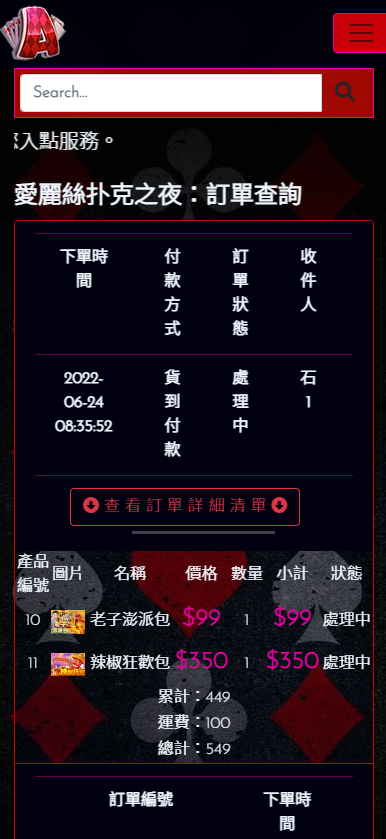 A
Search...
您入點服務。
愛麗絲扑克之夜：訂單查詢
下單時間 付款方式 訂單狀態 收件人
2022-06-24 08:35:52 貨到付款 處理中 石1
查看訂單詳細清單
產品編號 圖片 名稱 價格 數量 小計 狀態
10 老子澎派包 $99 1 $99 處理中
11 辣椒狂歡包 $350 1 $350 處理中
累計：449
運費：100
總計：549
訂單編號 下單時間